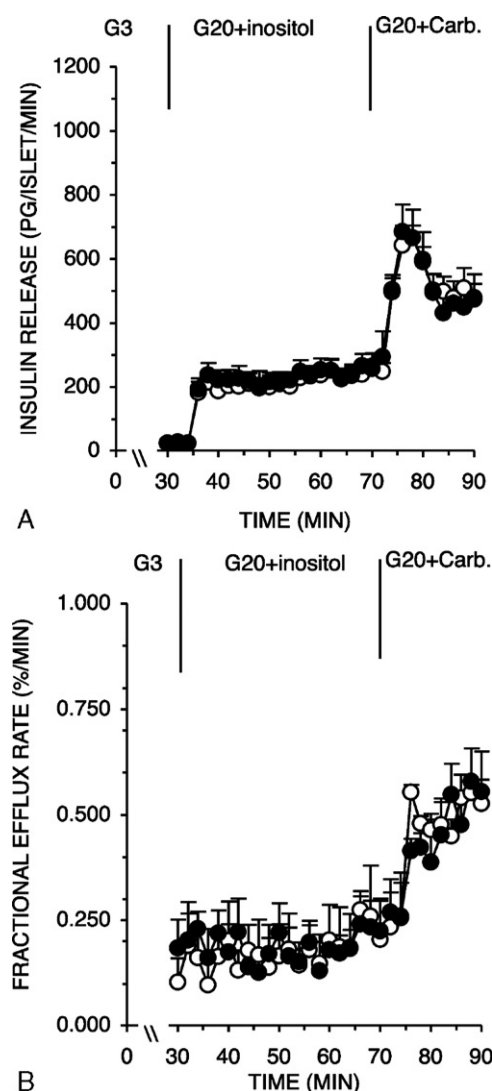 G3 G20+inositol G20+Carb.
1200
1000
800
600
400
200
0
INSULIN RELEASE (PG/ISLET/MIN)
0 // 30 40 50 60 70 80 90
A TIME (MIN)
G3 G20+inositol G20+Carb.
1.000
0.750
0.500
0.250
0.000
FRACTIONAL EFFLUX RATE (%/MIN)
0 // 30 40 50 60 70 80 90
B TIME (MIN)